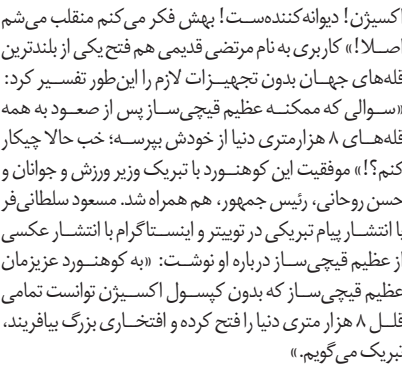 اکسیژن! دیوانه‌کننده‌ست! بهش فکر می‌کنم منقلب می‌شم
اصلا!» کاربری به نام مرتضی قدیمی هم فتح یکی از بلندترین
قله‌های جهان بدون تجهیزات لازم را این‌طور تفسیر کرد:
«سوالی که ممکنه عظیم قیچی‌ساز پس از صعود به همه
قله‌های ۸ هزارمتری دنیا از خودش بپرسه؛ خب حالا چیکار
کنم؟!» موفقیت این کوهنورد با تبریک وزیر ورزش و جوانان و
حسن روحانی، رئیس جمهور، هم همراه شد. مسعود سلطانی‌فر
با انتشار پیام تبریکی در توییتر و اینستاگرام با انتشار عکسی
از عظیم قیچی‌ساز درباره او نوشت: «به کوهنورد عزیزمان
عظیم قیچی‌ساز که بدون کپسول اکسیژن توانست تمامی
قلل ۸ هزار متری دنیا را فتح کرده و افتخاری بزرگ بیافریند،
تبریک می‌گویم.»